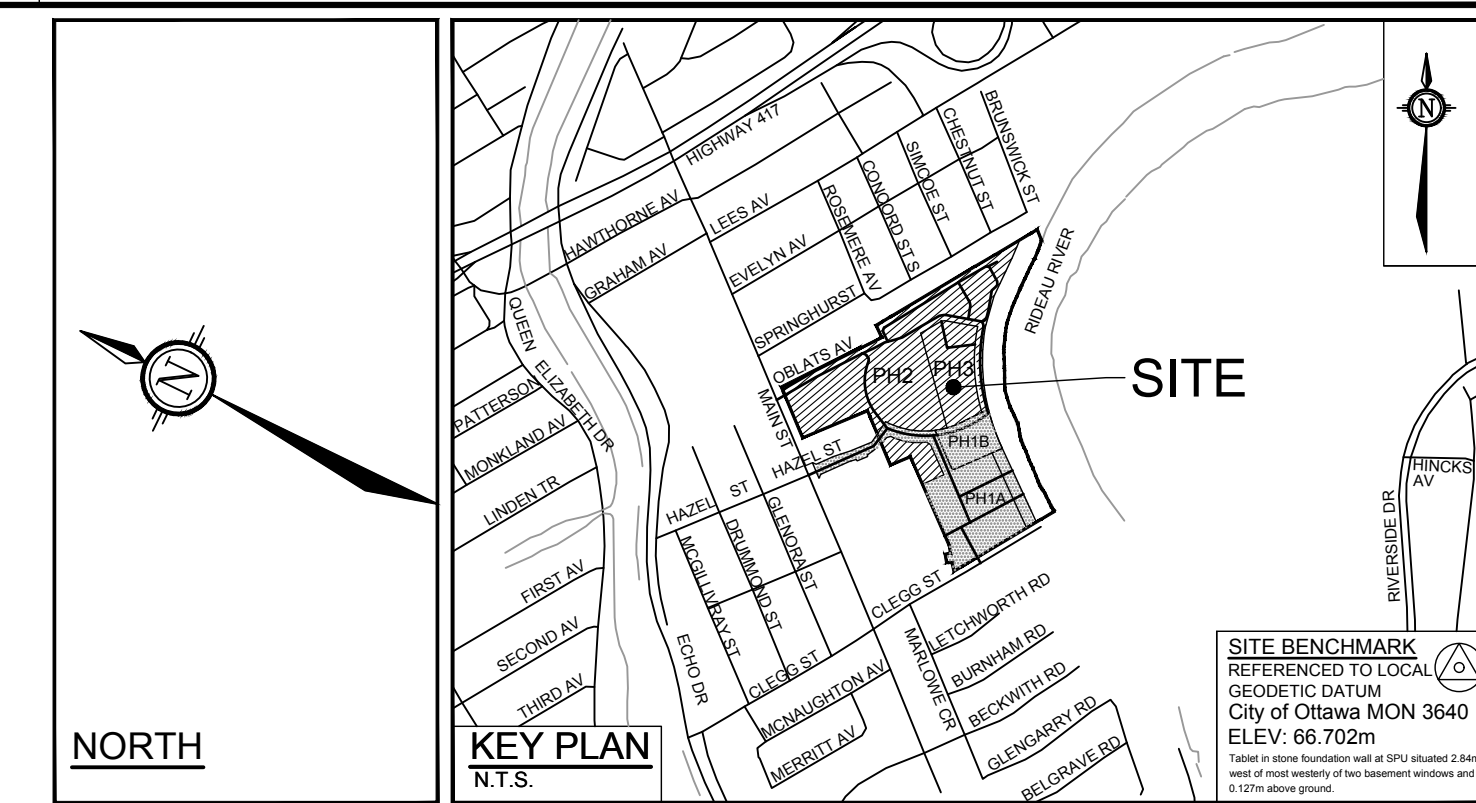 N
NORTH
N
HIGHWAY 417
HAWTHORNE AV
GRAHAM AV
LEES AV
EVELYN AV
SPRINGHURST
OBLATS AV
ROSEMERE AV
CONCORD ST S
SIMCOE ST
CHESTNUT ST
BRUNSWICK ST
RIDEAU RIVER
QUEEN ELIZABETH DR
PATTERSON
MONKLAND AV
LINDEN TR
FIRST AV
SECOND AV
THIRD AV
MAIN ST
HAZEL ST
HAZEL ST
PH2
PH3
PH1B
PH1A
SITE
GLENORA ST
DRUMMOND ST
MCGILLIVRAY ST
ECHO DR
CLEGG ST
CLEGG ST
MCNAUGHTON AV
MERRITT AV
MARLOWE CR
LETCHWORTH RD
BURNHAM RD
BECKWITH RD
GLENGARRY RD
BELGRAVE RD
HINCKS
AV
RIVERSIDE DR
KEY PLAN
N.T.S.
SITE BENCHMARK
REFERENCED TO LOCAL
GEODETIC DATUM
City of Ottawa MON 3640
ELEV: 66.702m
Tablet in stone foundation wall at SPU situated 2.84m
west of most westerly of two basement windows and
0.127m above ground.